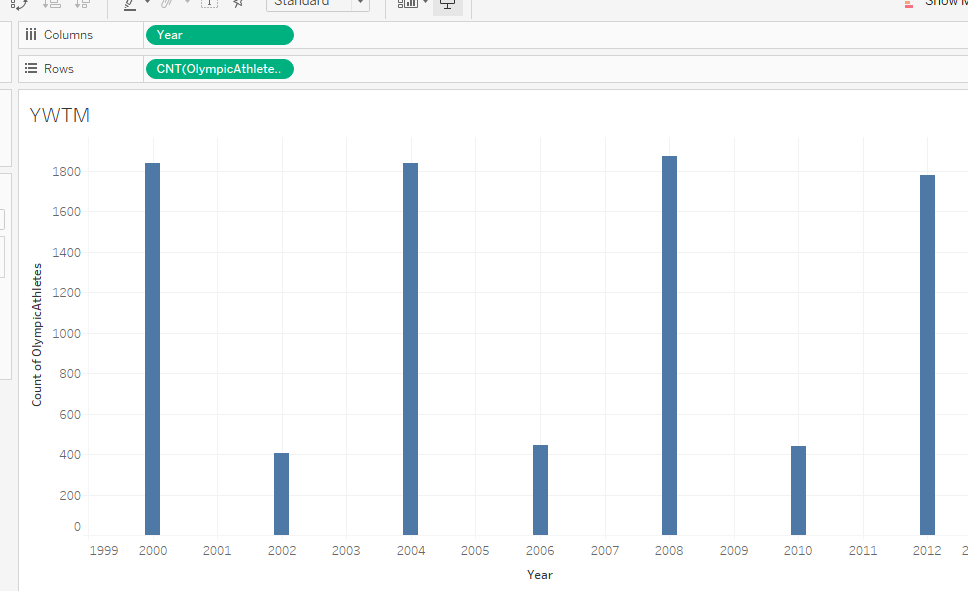 Standard
Show M
Columns Year
Rows CNT(OlympicAthlete..
YWTM
Count of OlympicAthletes
1800
1600
1400
1200
1000
800
600
400
200
0
1999 2000 2001 2002 2003 2004 2005 2006 2007 2008 2009 2010 2011 2012 2
Year